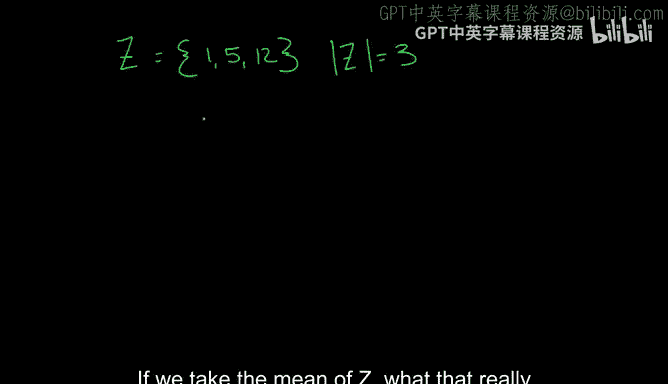 GPT中英字幕课程资源@bilibili
GPT中英字幕课程资源 bilibili
Z = {1, 5, 12} |Z| = 3
If we take the mean of Z, what that really